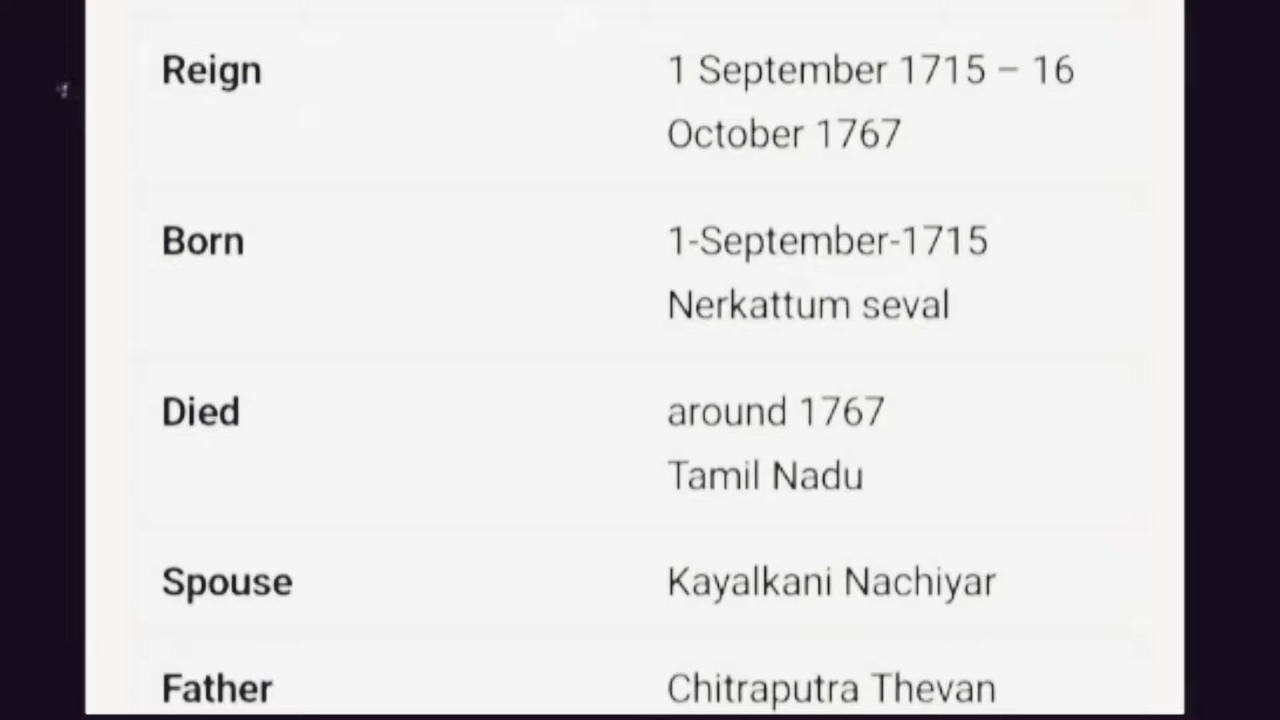 Reign 1 September 1715 – 16
October 1767
Born 1-September-1715
Nerkattum seval
Died around 1767
Tamil Nadu
Spouse Kayalkani Nachiyar
Father Chitraputra Thevan